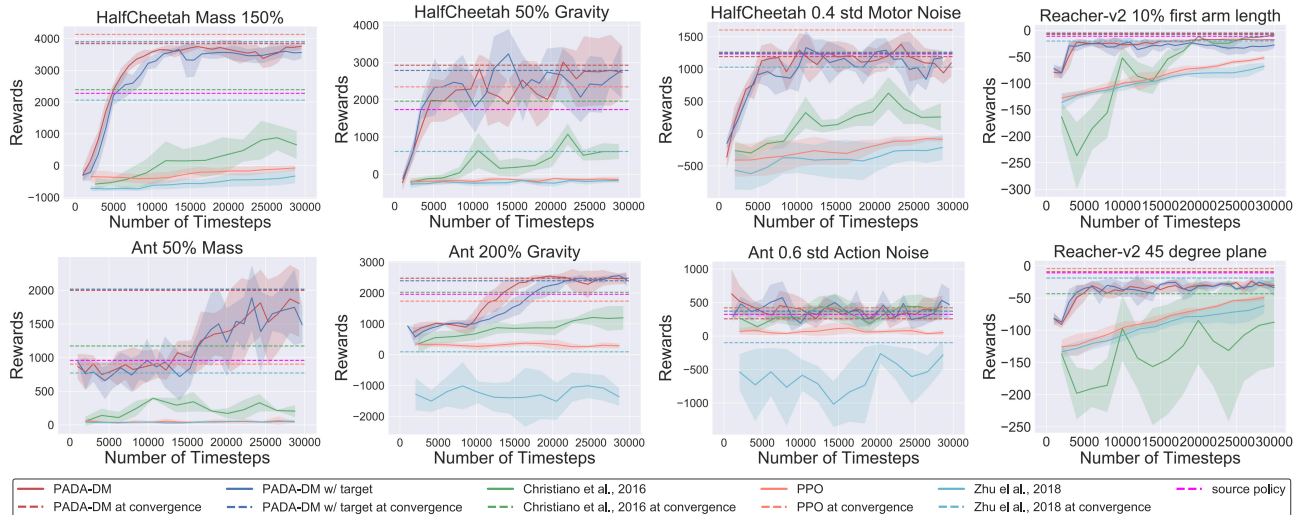 HalfCheetah Mass 150%
HalfCheetah 50% Gravity
HalfCheetah 0.4 std Motor Noise
Reacher-v2 10% first arm length
Rewards
4000
3000
2000
1000
0
−1000
0 5000 10000 15000 20000 25000 30000
Number of Timesteps
Rewards
4000
3000
2000
1000
0
0 5000 10000 15000 20000 25000 30000
Number of Timesteps
Rewards
1500
1000
500
0
−500
0 5000 10000 15000 20000 25000 30000
Number of Timesteps
Rewards
0
−50
−100
−150
−200
−250
−300
0 5000 10000 15000 20000 25000 30000
Number of Timesteps
Ant 50% Mass
Ant 200% Gravity
Ant 0.6 std Action Noise
Reacher-v2 45 degree plane
Rewards
2000
1500
1000
500
0
0 5000 10000 15000 20000 25000 30000
Number of Timesteps
Rewards
3000
2000
1000
0
−1000
−2000
0 5000 10000 15000 20000 25000 30000
Number of Timesteps
Rewards
1000
500
0
−500
−1000
0 5000 10000 15000 20000 25000 30000
Number of Timesteps
Rewards
0
−50
−100
−150
−200
−250
0 5000 10000 15000 20000 25000 30000
Number of Timesteps
PADA-DM PADA-DM w/ target Christiano et al., 2016 PPO Zhu el al., 2018 source policy
PADA-DM at convergence PADA-DM w/ target at convergence Christiano et al., 2016 at convergence PPO at convergence Zhu el al., 2018 at convergence